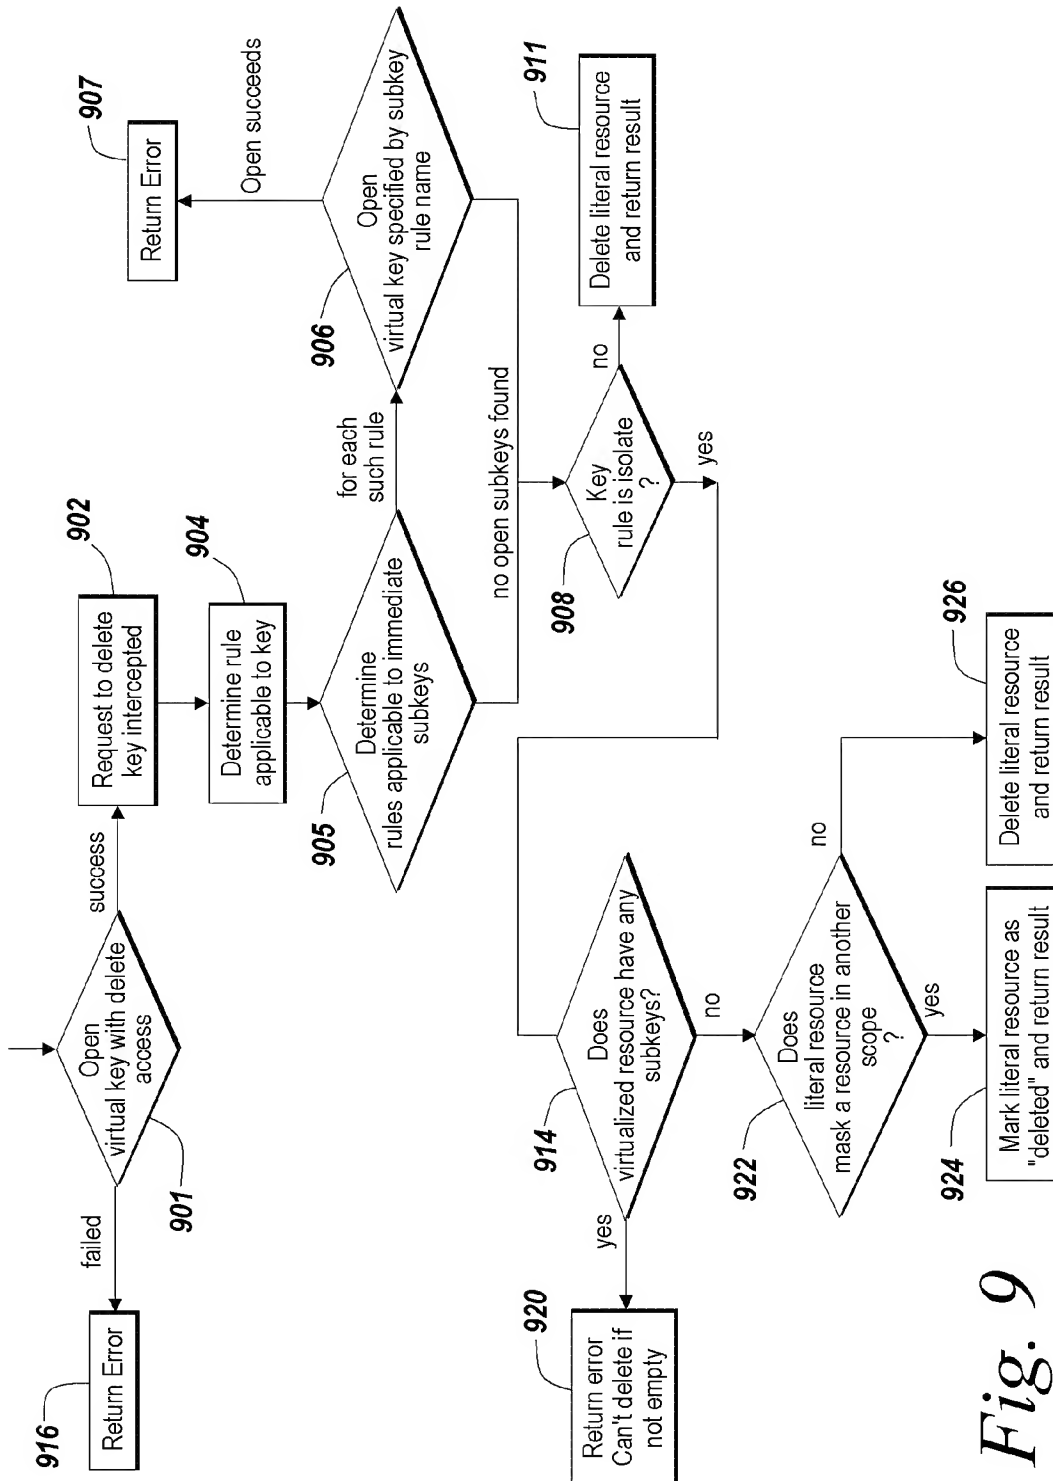 Open
virtual key with delete
access
901
failed
Return Error
916
success
Request to delete
key intercepted
902
Determine rule
applicable to key
904
Determine
rules applicable to immediate
subkeys
905
for each
such rule
Open
virtual key specified by subkey
rule name
906
Open succeeds
Return Error
907
no open subkeys found
Key
rule is isolate
?
908
no
Delete literal resource
and return result
911
yes
Does
virtualized resource have any
subkeys?
914
yes
Return error
Can't delete if
not empty
920
no
Does
literal resource
mask a resource in another
scope
?
922
yes
Mark literal resource as
"deleted" and return result
924
no
Delete literal resource
and return result
926
Fig. 9